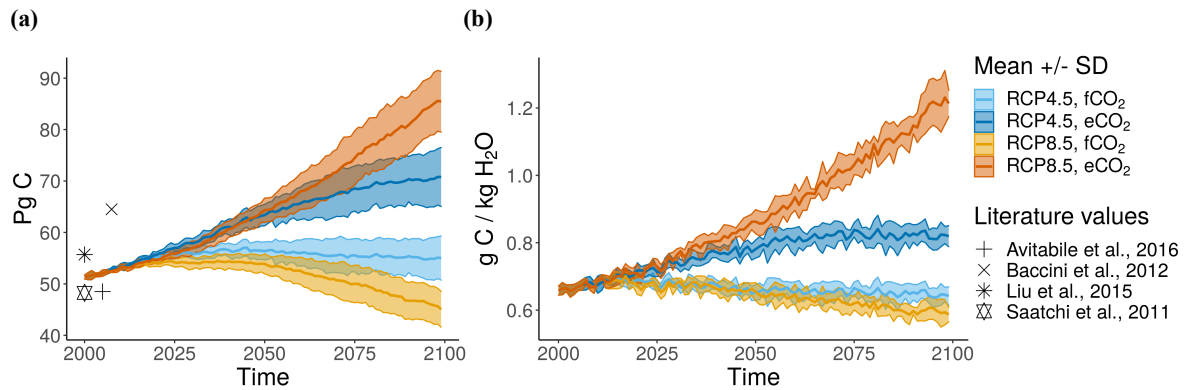 (a)
(b)
Pg C
90
80
70
60
50
40
2000
2025
2050
2075
2100
Time
g C / kg H₂O
1.2
1.0
0.8
0.6
2000
2025
2050
2075
2100
Time
Mean +/- SD
RCP4.5, fCO₂
RCP4.5, eCO₂
RCP8.5, fCO₂
RCP8.5, eCO₂
Literature values
Avitabile et al., 2016
Baccini et al., 2012
Liu et al., 2015
Saatchi et al., 2011